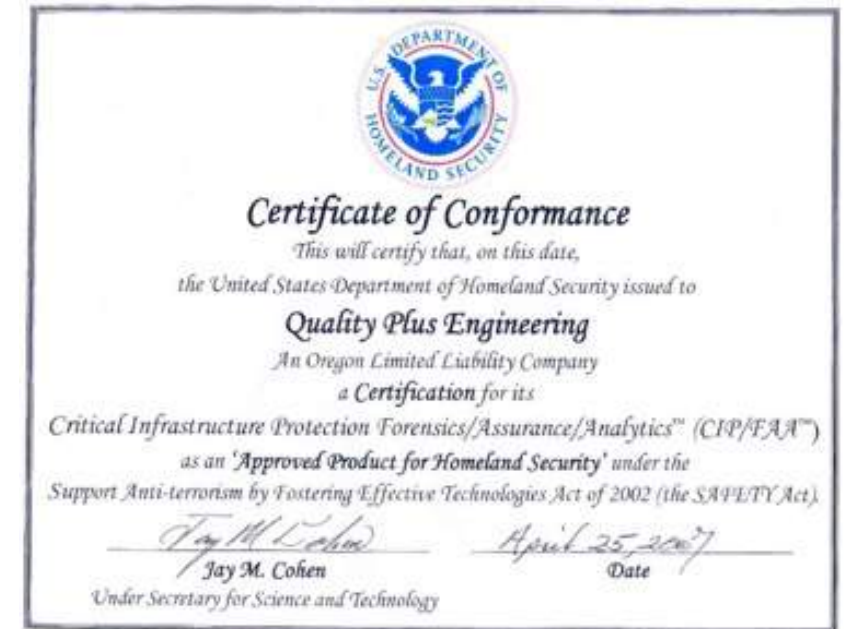 U.S. DEPARTMENT OF HOMELAND SECURITY
Certificate of Conformance
This will certify that, on this date,
the United States Department of Homeland Security issued to
Quality Plus Engineering
An Oregon Limited Liability Company
a Certification for its
Critical Infrastructure Protection Forensics/Assurance/Analytics™ (CIP/FAA™)
as an 'Approved Product for Homeland Security' under the
Support Anti-terrorism by Fostering Effective Technologies Act of 2002 (the SAFETY Act).
Jay M Cohen April 25, 2007
Jay M. Cohen Date
Under Secretary for Science and Technology